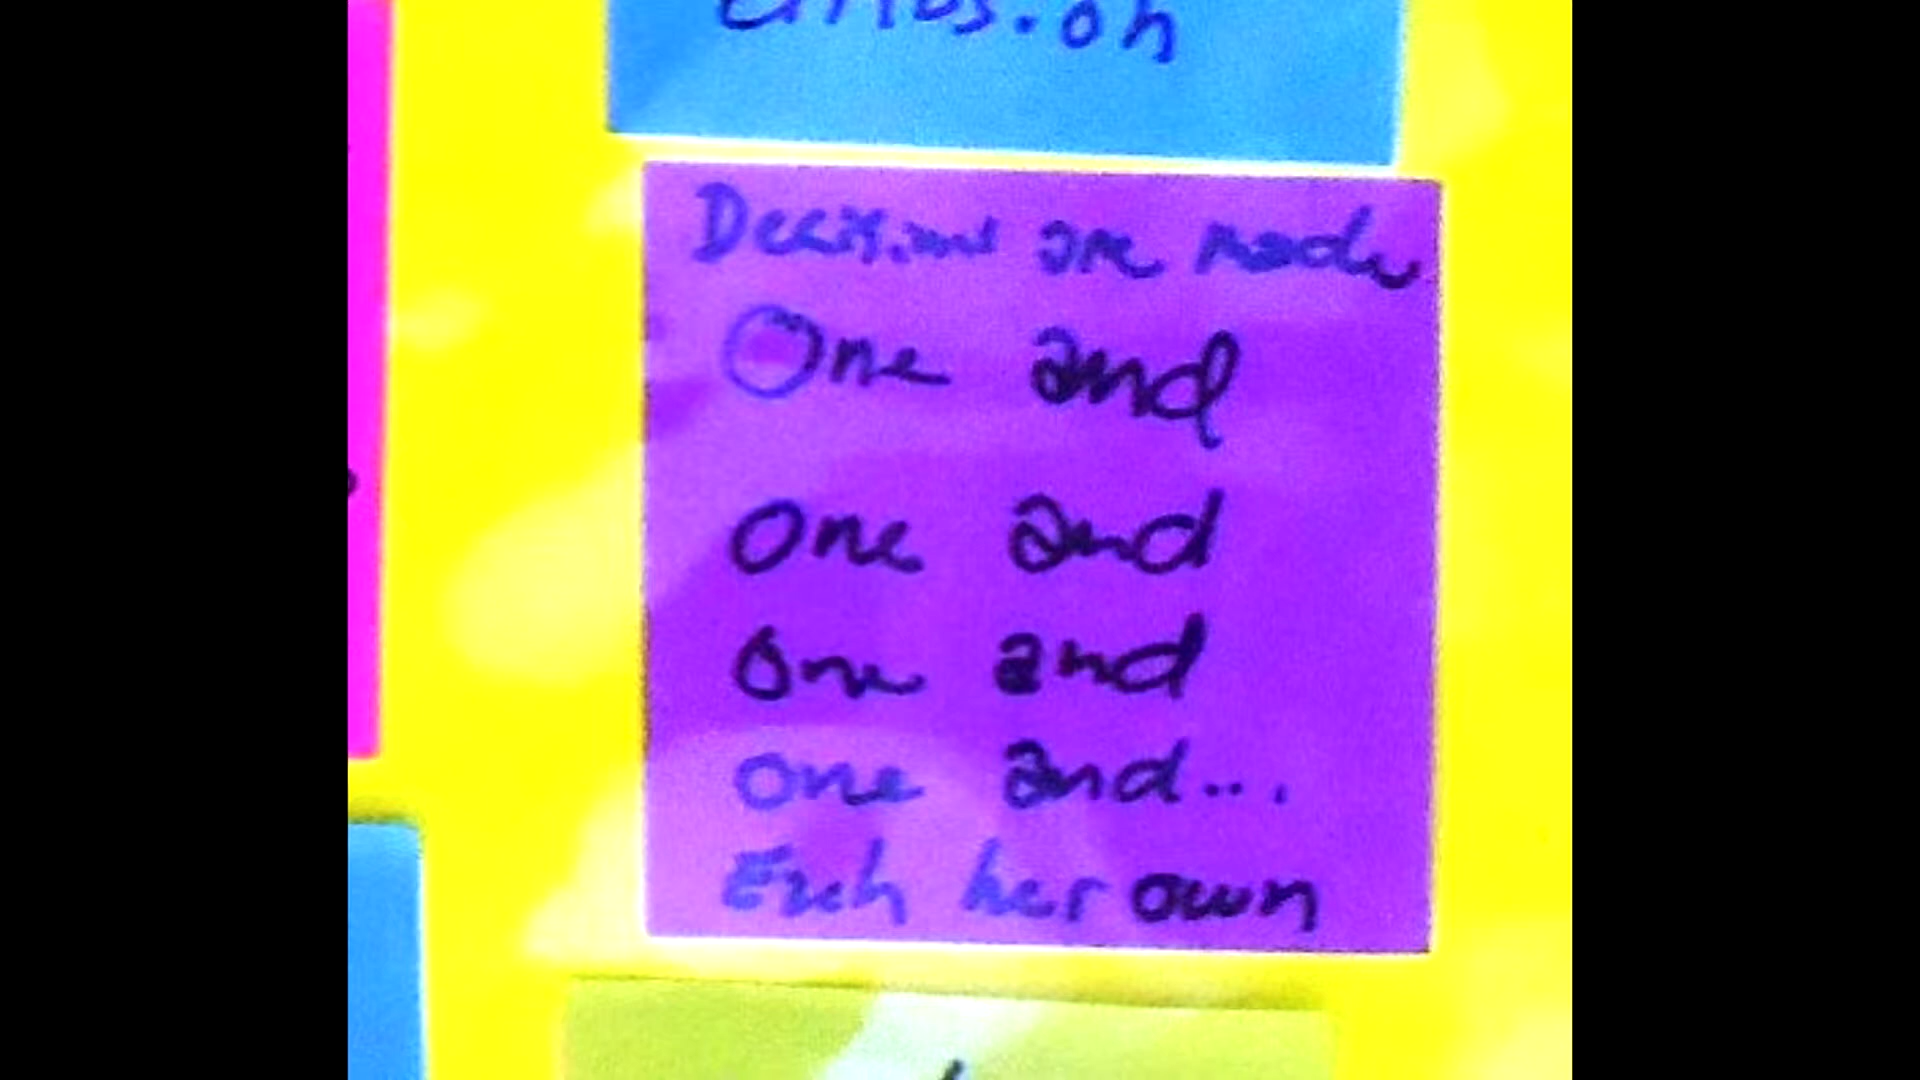 Decisions are made
One and
One and
One and
One and...
Each her own